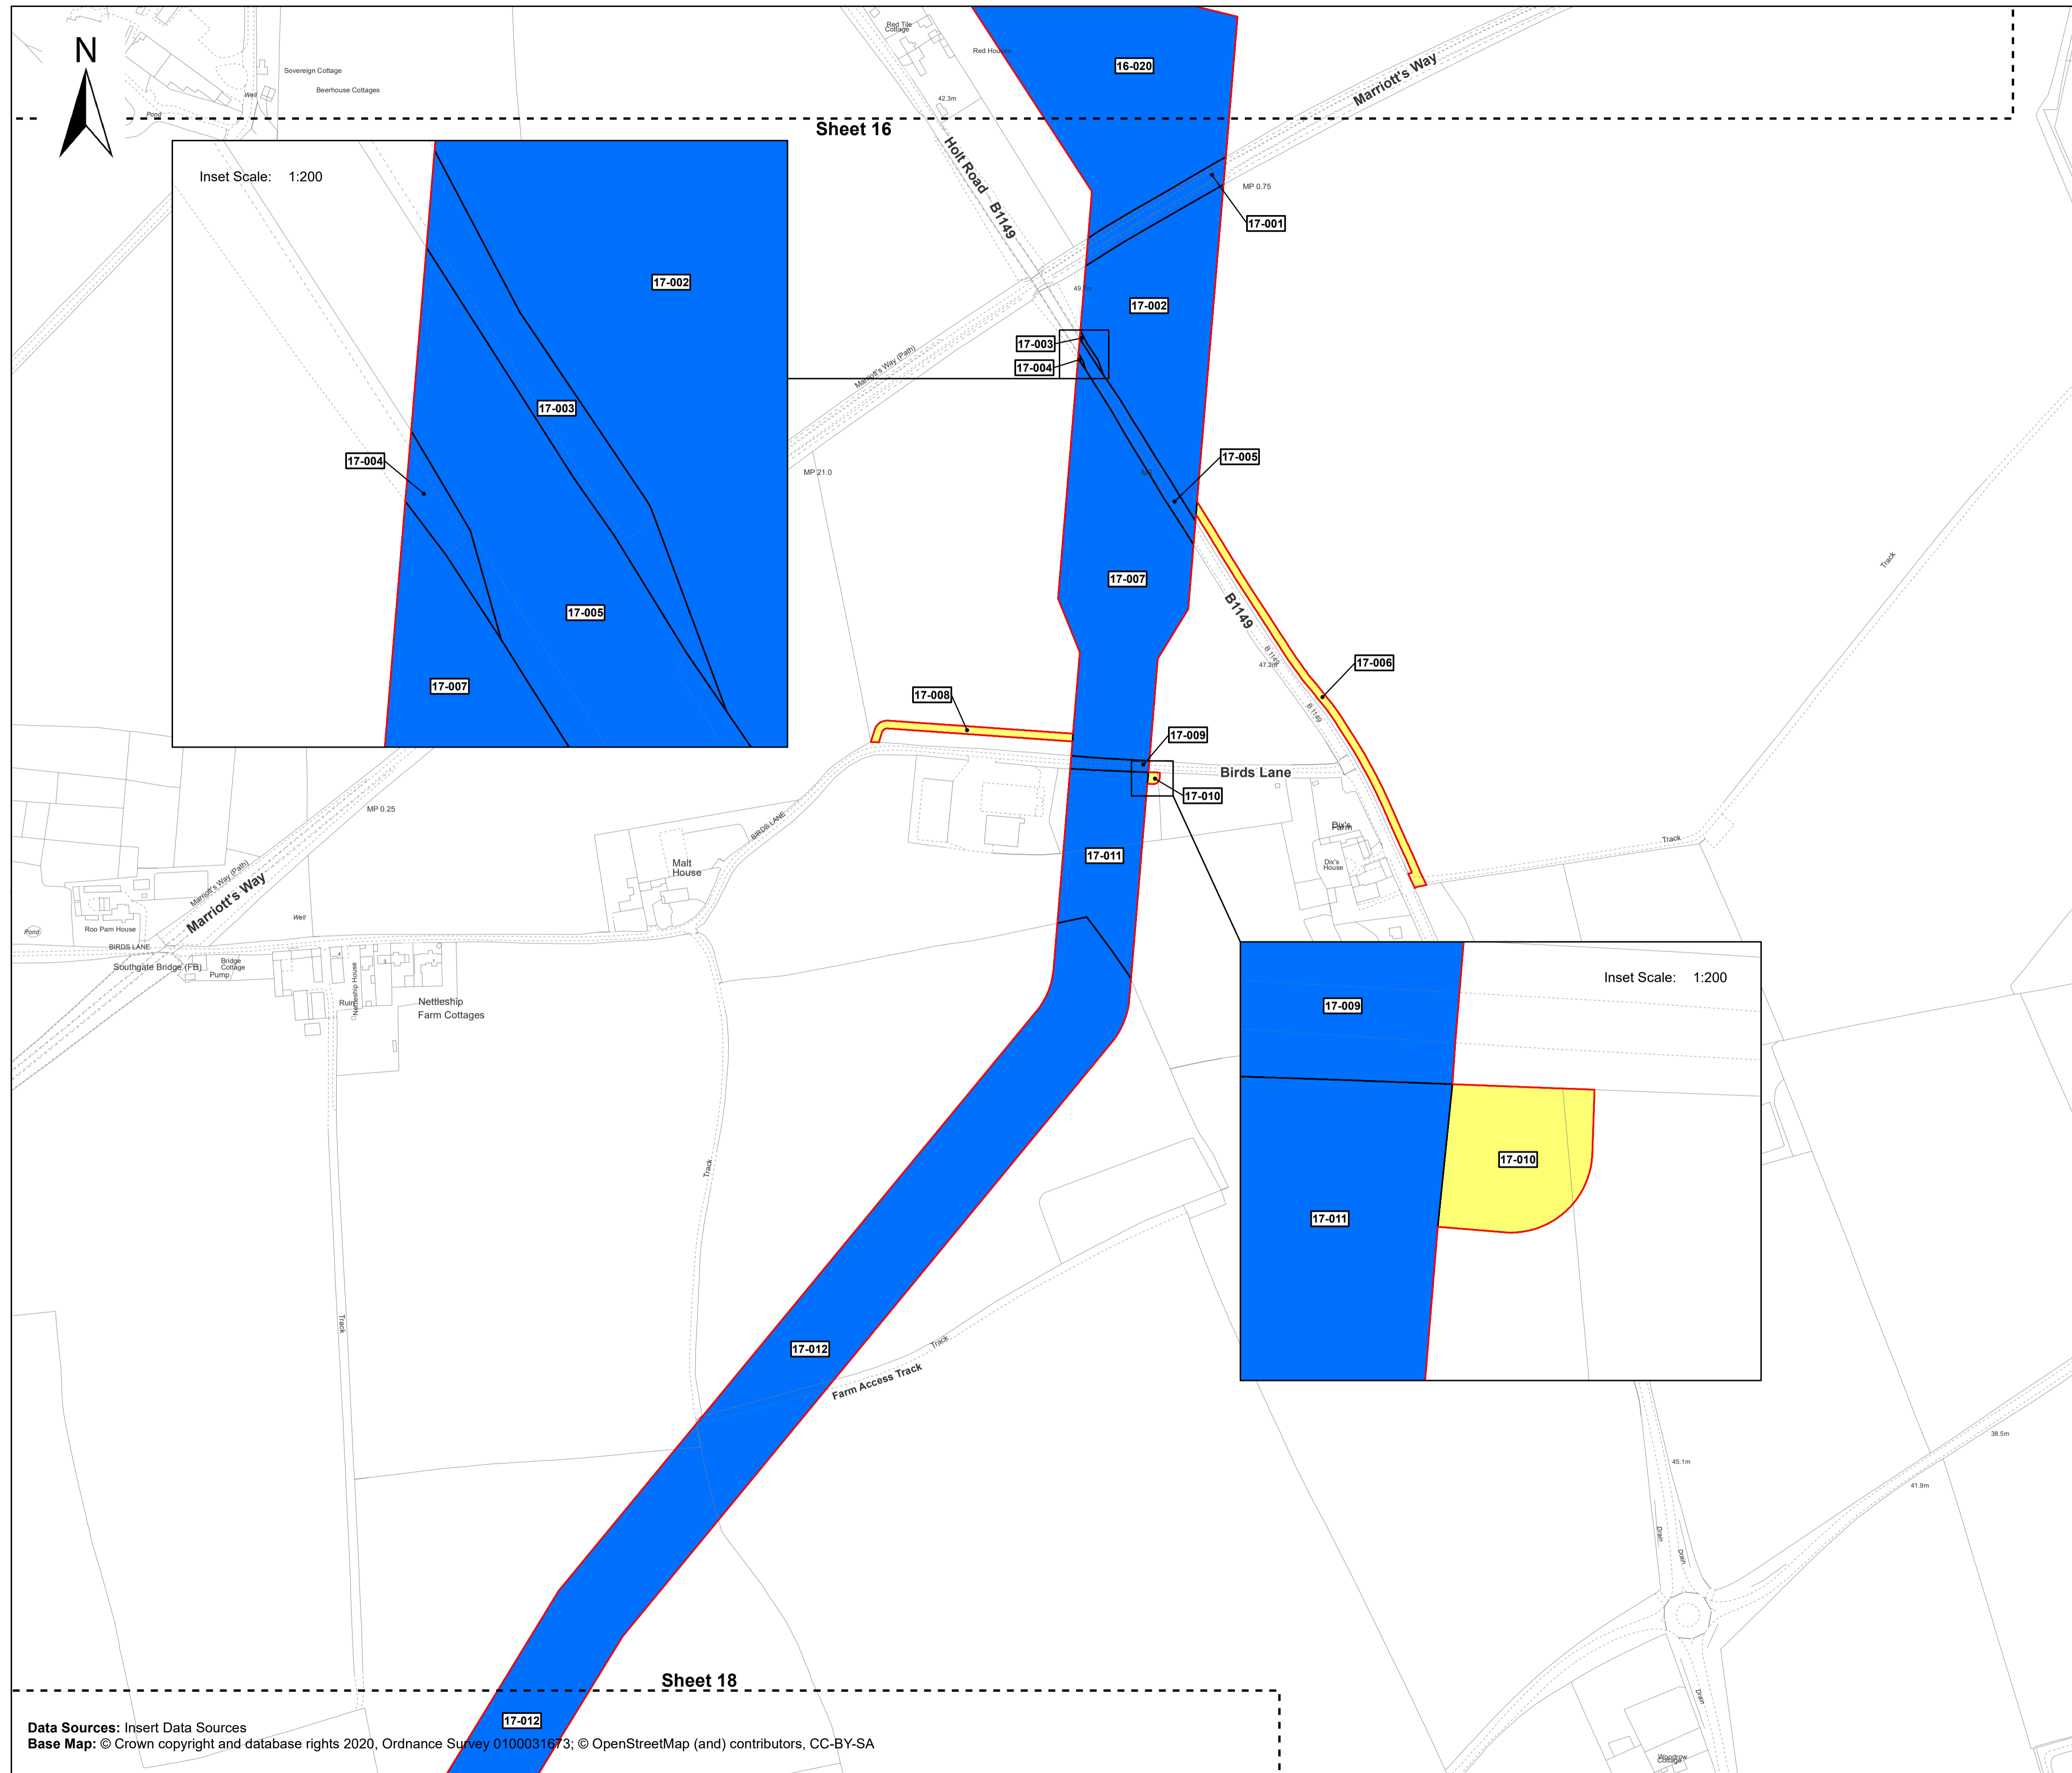 N
Sovereign Cottage
Beerhouse Cottages
Well
Pond
Red Tile
Cottage
Red Houses
42.3m
16-020
Marriott's Way
Sheet 16
Holt Road B1149
MP 0.75
17-001
Inset Scale: 1:200
17-002
17-003
17-004
17-005
17-007
17-002
17-003
17-004
Marriott's Way (Path)
MP 21.0
17-005
17-007
B1149
B 1149
47.2m
B 1149
17-006
Track
17-008
17-009
Birds Lane
17-010
MP 0.25
BIRDS LANE
Malt
House
17-011
Dix's
Farm
Dix's
House
Track
Marriott's Way (Path)
Marriott's Way
Well
Pond
Roo Pam House
BIRDS LANE
Southgate Bridge (FB)
Bridge
Cottage
Pump
4
3
1
Ruin
Nettleship House
Nettleship
Farm Cottages
Inset Scale: 1:200
17-009
17-010
17-011
Track
Track
17-012
Track
Farm Access Track
38.5m
45.1m
41.9m
Drain
Drain
Drain
Sheet 18
17-012
Woodrow
Cottage
Data Sources: Insert Data Sources
Base Map: © Crown copyright and database rights 2020, Ordnance Survey 0100031673; © OpenStreetMap (and) contributors, CC-BY-SA